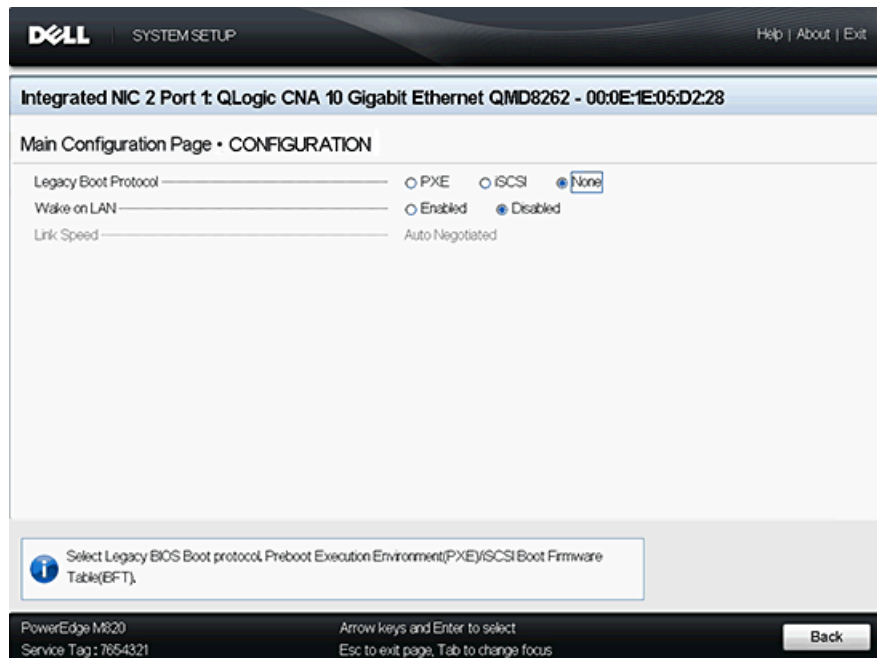 DELL SYSTEM SETUP Help | About | Exit
Integrated NIC 2 Port 1: QLogic CNA 10 Gigabit Ethernet QMD8262 - 00:0E:1E:05:D2:28
Main Configuration Page • CONFIGURATION
Legacy Boot Protocol PXE iSCSI None
Wake on LAN Enabled Disabled
Link Speed Auto Negotiated
Select Legacy BIOS Boot protocol. Preboot Execution Environment(PXE)/iSCSI Boot Firmware
Table(iBFT).
PowerEdge M820 Arrow keys and Enter to select Back
Service Tag : 7654321 Esc to exit page, Tab to change focus